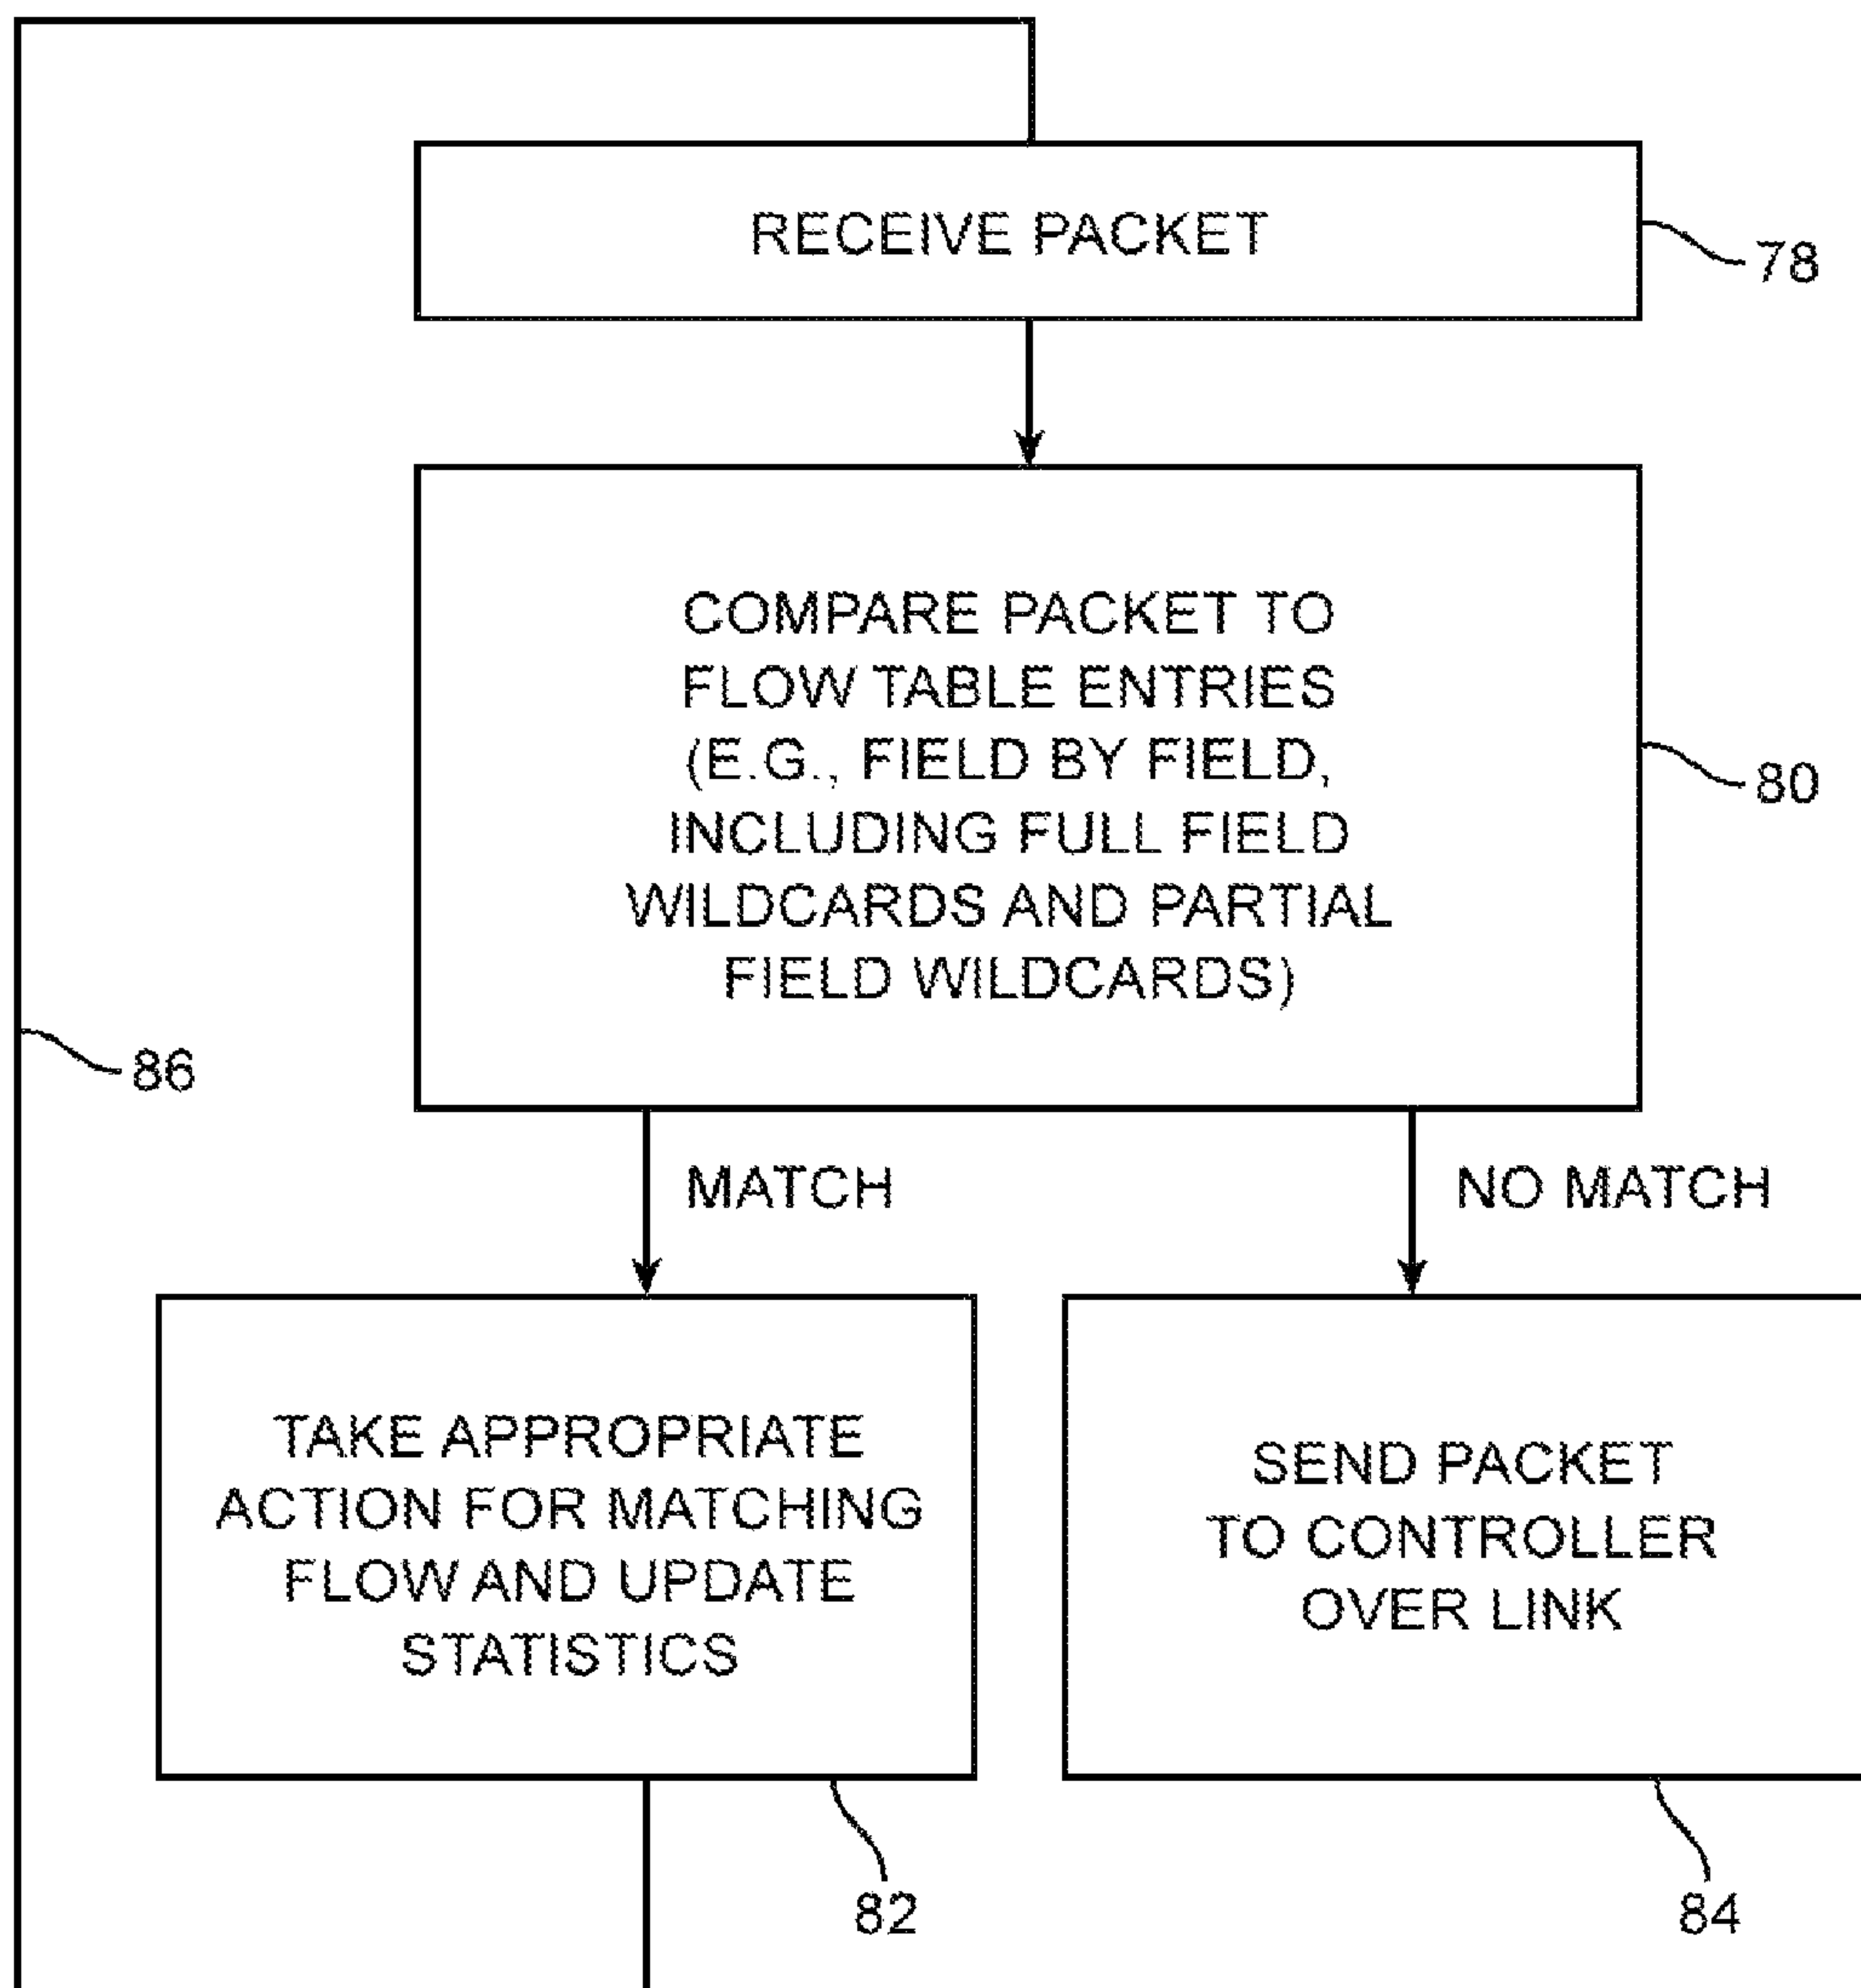 RECEIVE PACKET
78
COMPARE PACKET TO
FLOW TABLE ENTRIES
(E.G., FIELD BY FIELD,
INCLUDING FULL FIELD
WILDCARDS AND PARTIAL
FIELD WILDCARDS)
80
86
MATCH
NO MATCH
TAKE APPROPRIATE
ACTION FOR MATCHING
FLOW AND UPDATE
STATISTICS
SEND PACKET
TO CONTROLLER
OVER LINK
82
84